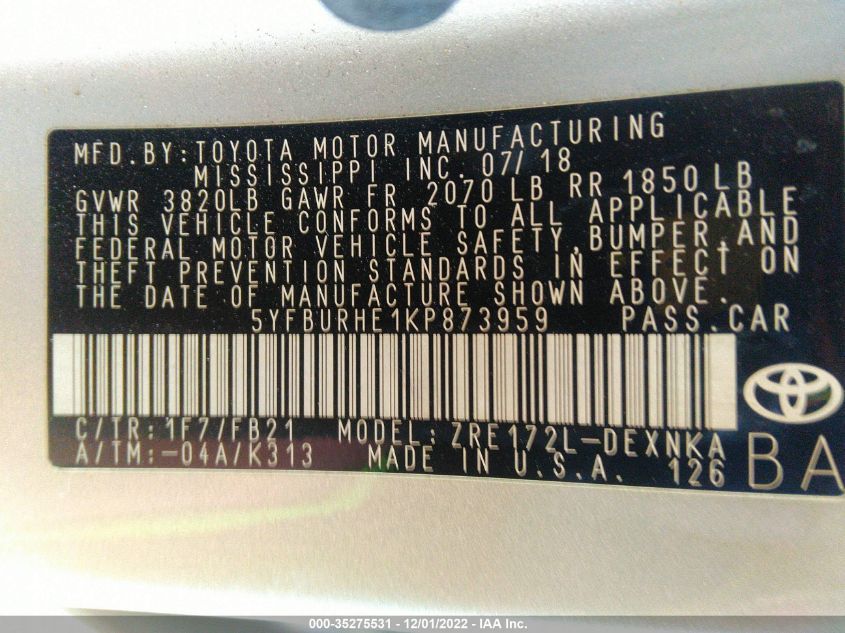 MFD.BY:TOYOTA MOTOR MANUFACTURING
MISSISSIPPI INC. 07/18
GVWR 3820LB GAWR FR 2070 LB RR 1850 LB
THIS VEHICLE CONFORMS TO ALL APPLICABLE
FEDERAL MOTOR VEHICLE SAFETY,BUMPER,AND
THEFT PREVENTION STANDARDS IN EFFECT ON
THE DATE OF MANUFACTURE SHOWN ABOVE.
5YFBURHE1KP873959 PASS.CAR
C/TR:1F7/FB21 MODEL:ZRE172L-DEXNKA
A/TM:-04A/K313 MADE IN U.S.A. 126 BA
000-35275531 - 12/01/2022 - IAA Inc.